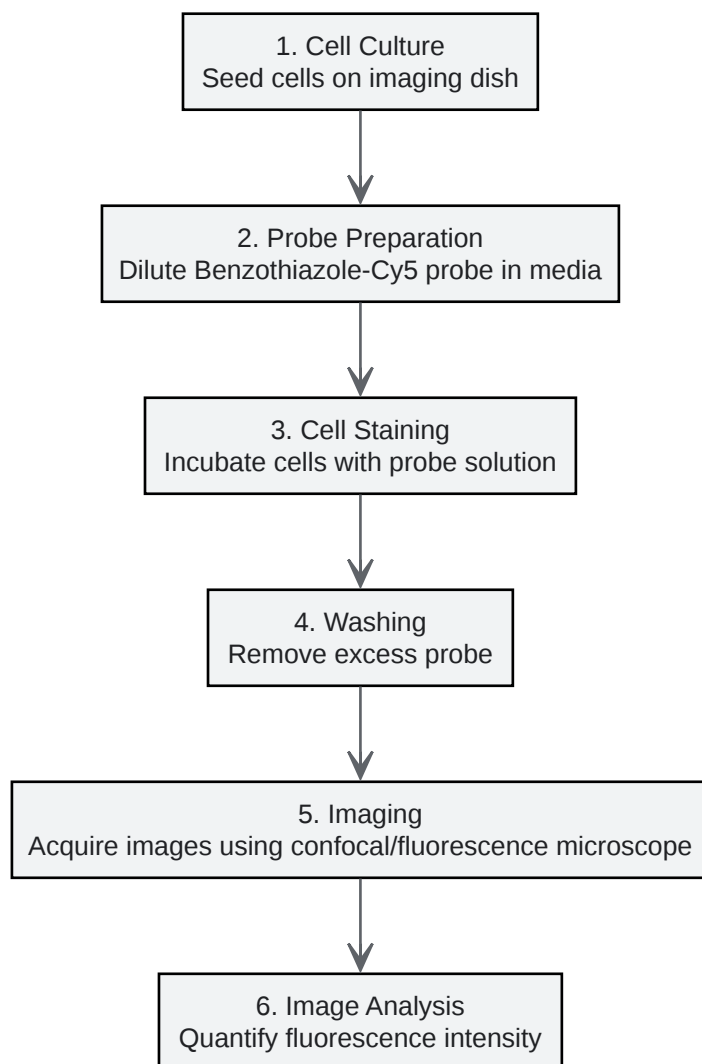 1. Cell Culture
Seed cells on imaging dish
2. Probe Preparation
Dilute Benzothiazole-Cy5 probe in media
3. Cell Staining
Incubate cells with probe solution
4. Washing
Remove excess probe
5. Imaging
Acquire images using confocal/fluorescence microscope
6. Image Analysis
Quantify fluorescence intensity